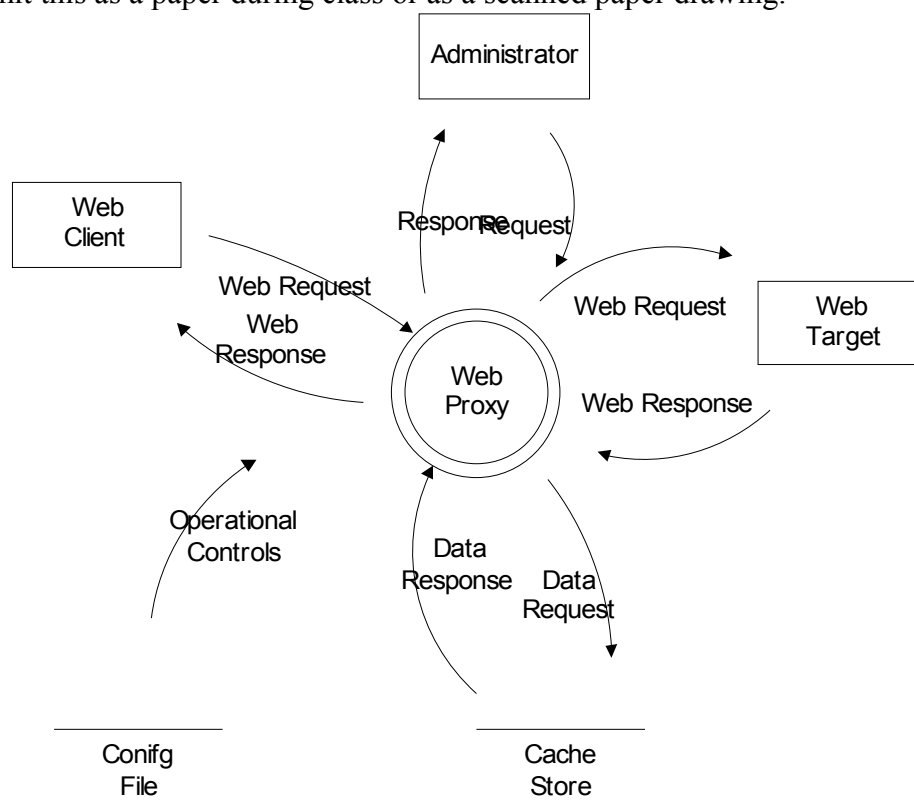 this as a paper during class or as a scanned paper drawing.
Administrator
Web
Client
Response
Request
Web Request
Web
Response
Web Request
Web
Target
Web
Proxy
Web Response
Operational
Controls
Data
Response
Data
Request
Conifg
File
Cache
Store